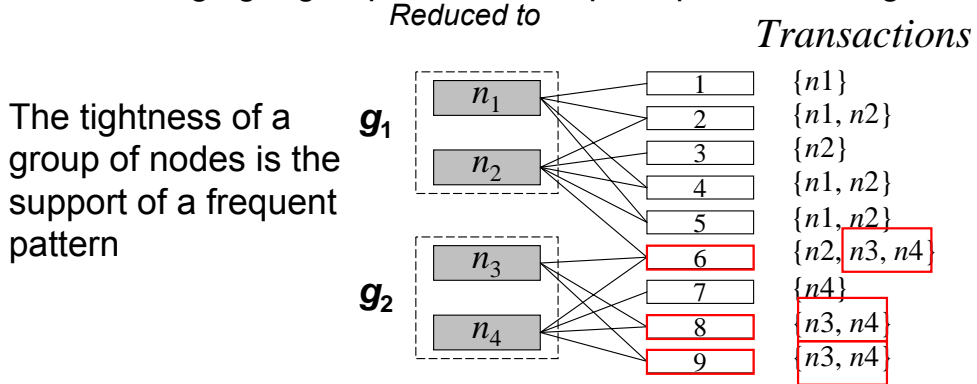 Reduced to
Transactions
The tightness of a
group of nodes is the
support of a frequent
pattern
g1
n1
n2
g2
n3
n4
1 {n1}
2 {n1, n2}
3 {n2}
4 {n1, n2}
5 {n1, n2}
6 {n2, n3, n4}
7 {n4}
8 {n3, n4}
9 {n3, n4}